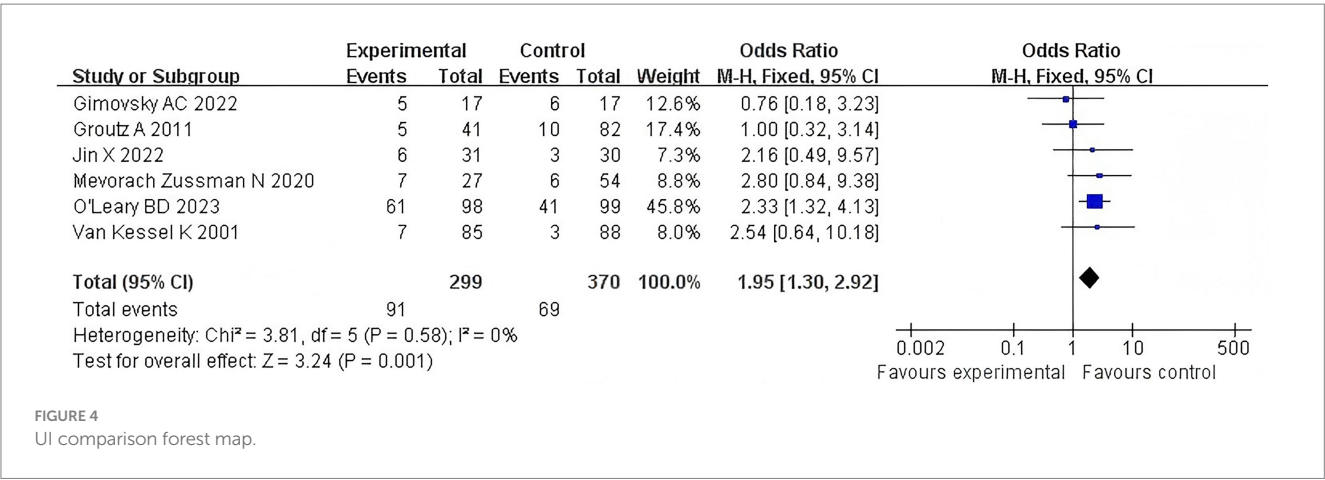 Experimental Control Odds Ratio Odds Ratio
Study or Subgroup Events Total Events Total Weight M-H, Fixed, 95% CI M-H, Fixed, 95% CI
Gimovsky AC 2022 5 17 6 17 12.6% 0.76 [0.18, 3.23]
Groutz A 2011 5 41 10 82 17.4% 1.00 [0.32, 3.14]
Jin X 2022 6 31 3 30 7.3% 2.16 [0.49, 9.57]
Mevorach Zussman N 2020 7 27 6 54 8.8% 2.80 [0.84, 9.38]
O'Leary BD 2023 61 98 41 99 45.8% 2.33 [1.32, 4.13]
Van Kessel K 2001 7 85 3 88 8.0% 2.54 [0.64, 10.18]
Total (95% CI) 299 370 100.0% 1.95 [1.30, 2.92]
Total events 91 69
Heterogeneity: Chi² = 3.81, df = 5 (P = 0.58); I² = 0%
Test for overall effect: Z = 3.24 (P = 0.001)
0.002 0.1 1 10 500
Favours experimental Favours control
FIGURE 4
UI comparison forest map.